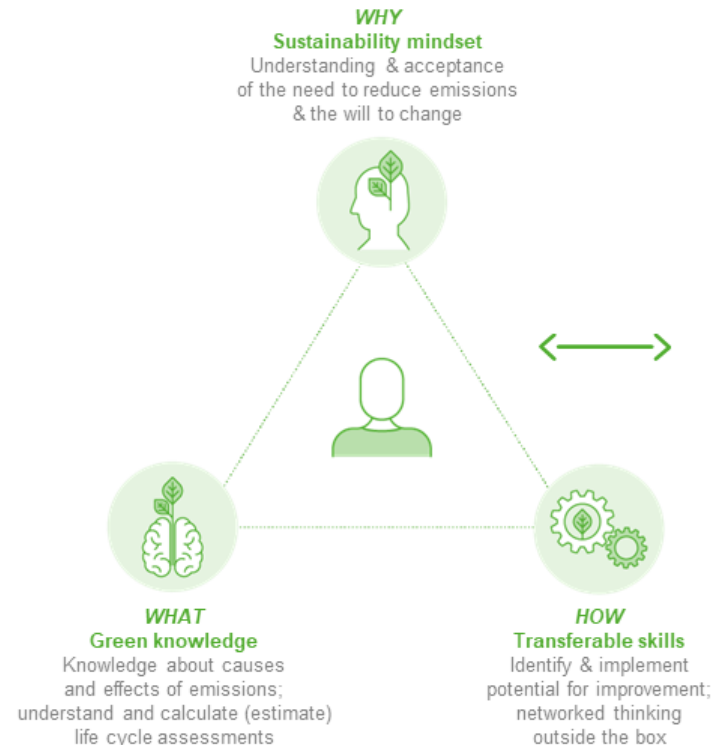 WHY
Sustainability mindset
Understanding & acceptance
of the need to reduce emissions
& the will to change
WHAT
Green knowledge
Knowledge about causes
and effects of emissions;
understand and calculate (estimate)
life cycle assessments
HOW
Transferable skills
Identify & implement
potential for improvement;
networked thinking
outside the box